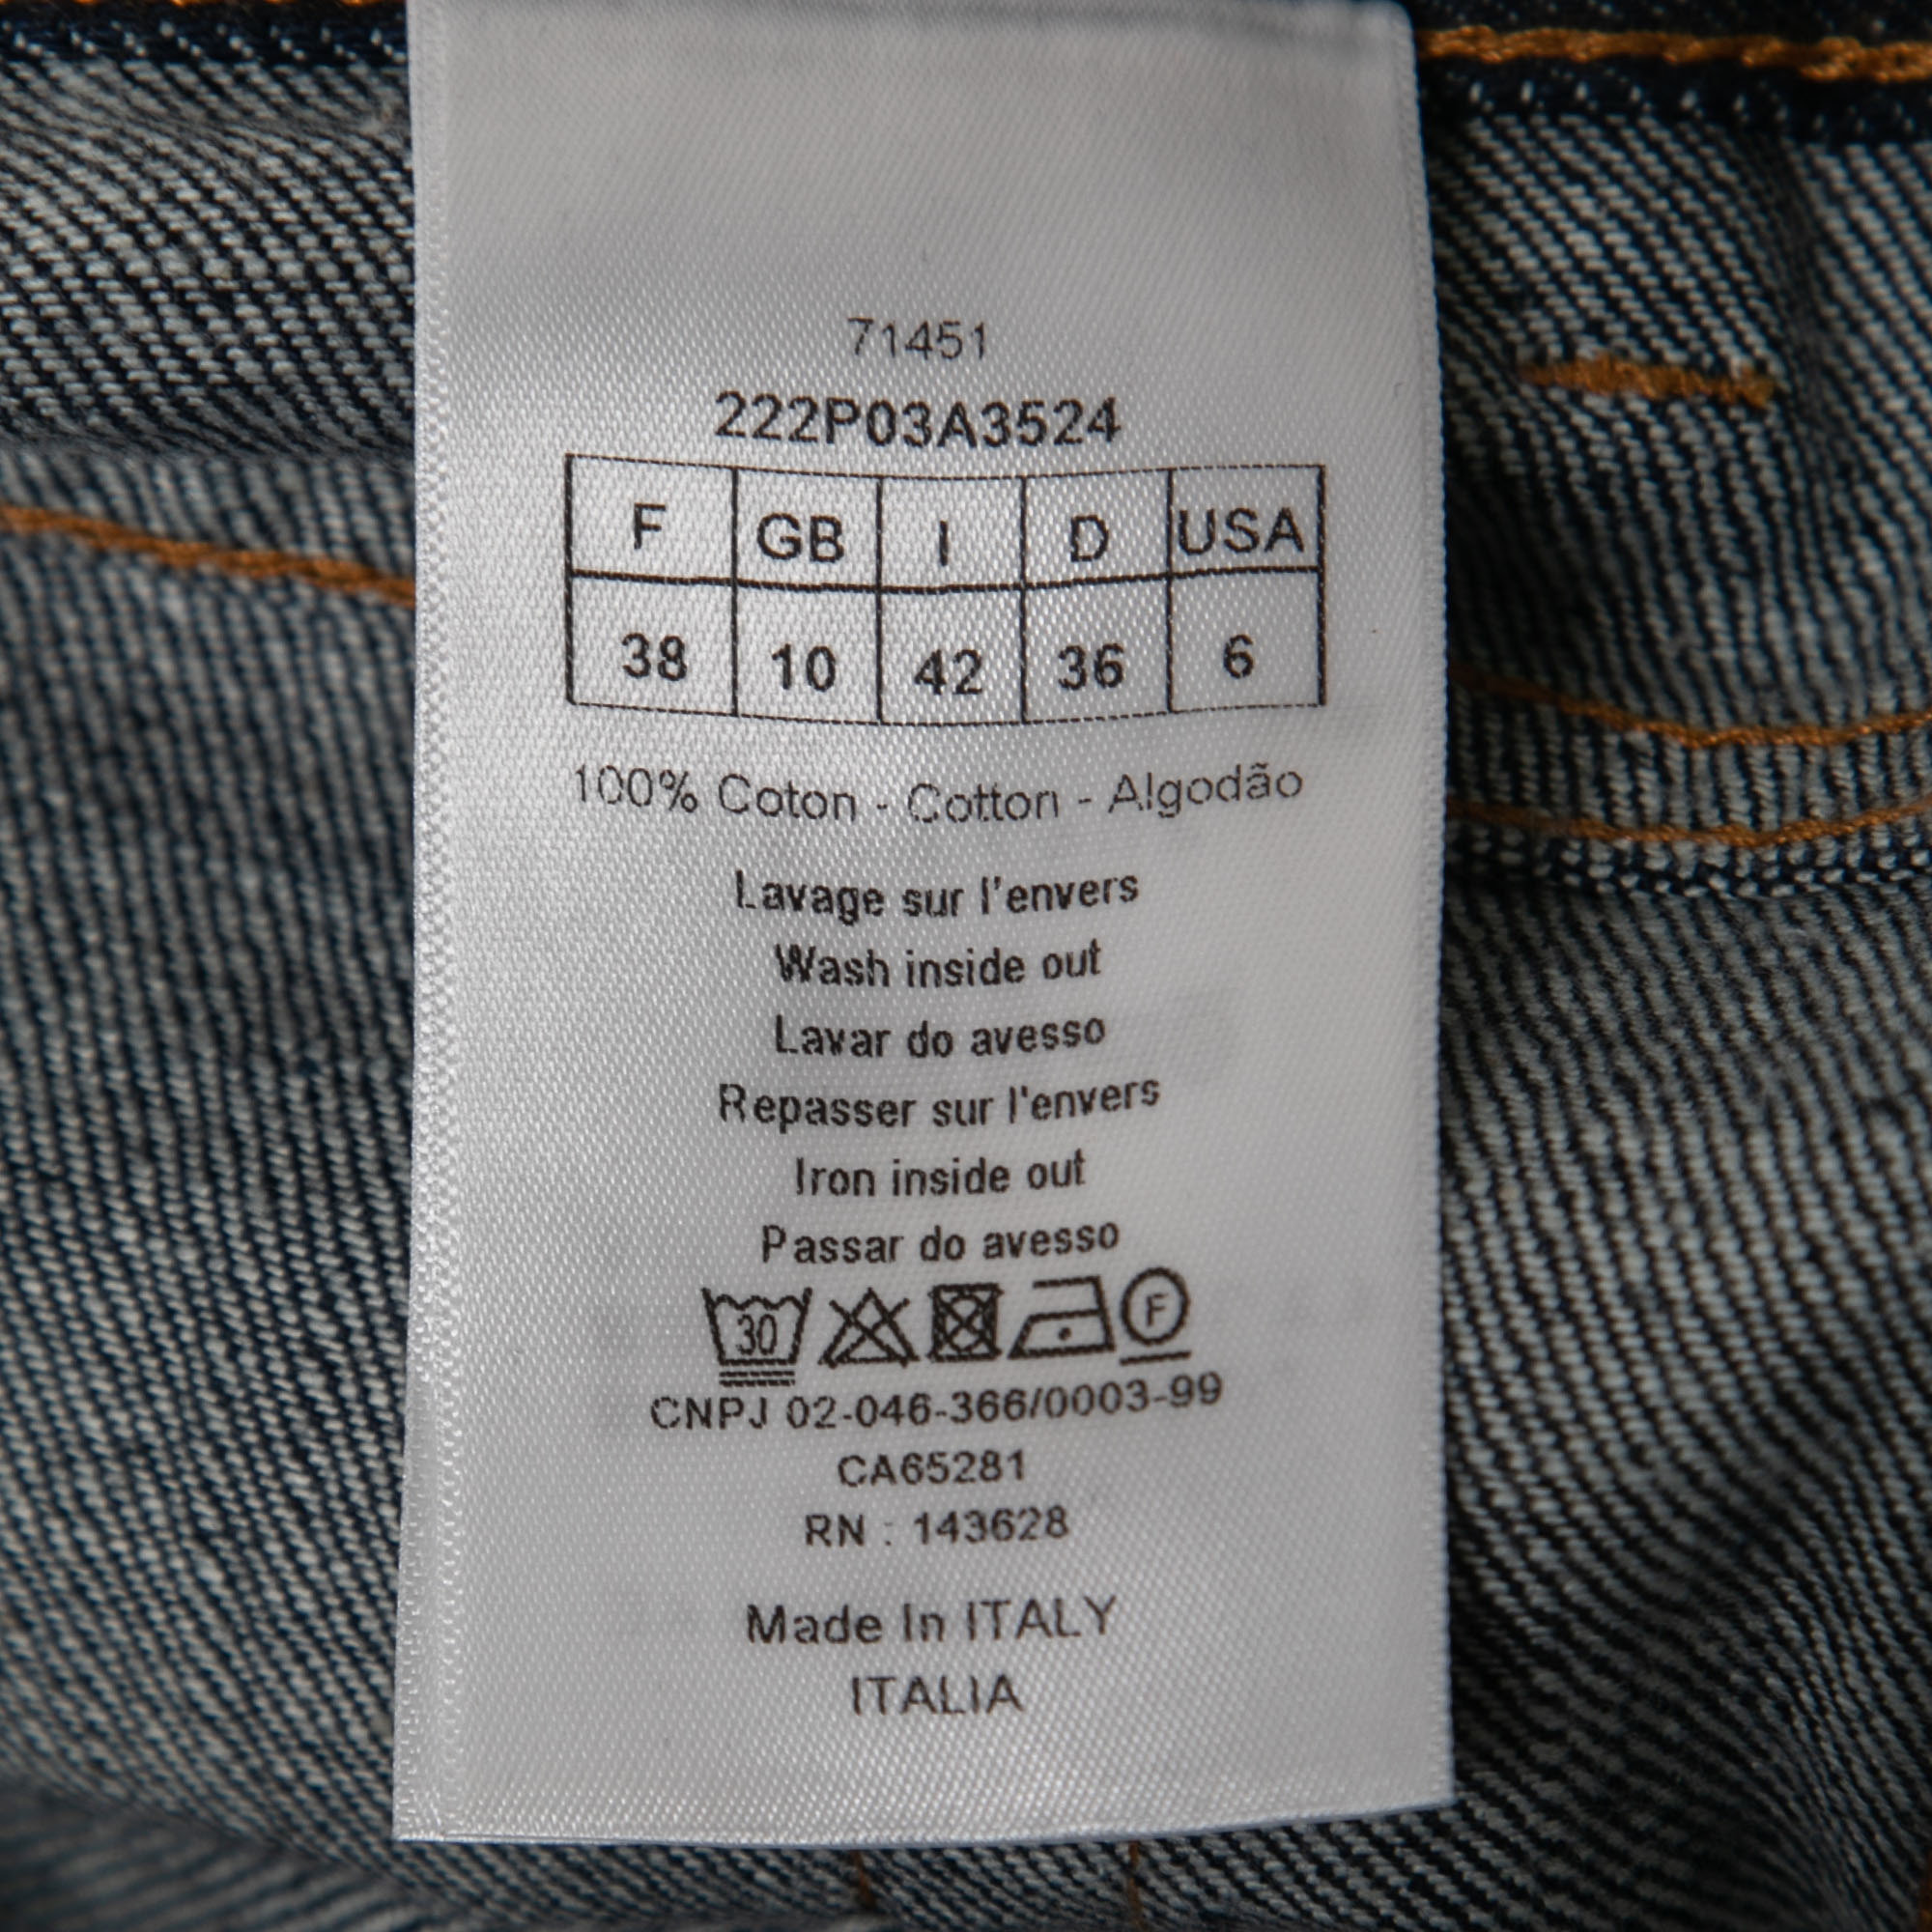 71451
222P03A3524
F GB I D USA
38 10 42 36 6
100% Coton - Cotton - Algodão
Lavage sur l'envers
Wash inside out
Lavar do avesso
Repasser sur l'envers
Iron inside out
Passar do avesso
30 F
CNPJ 02-046-366/0003-99
CA65281
RN : 143628
Made In ITALY
ITALIA